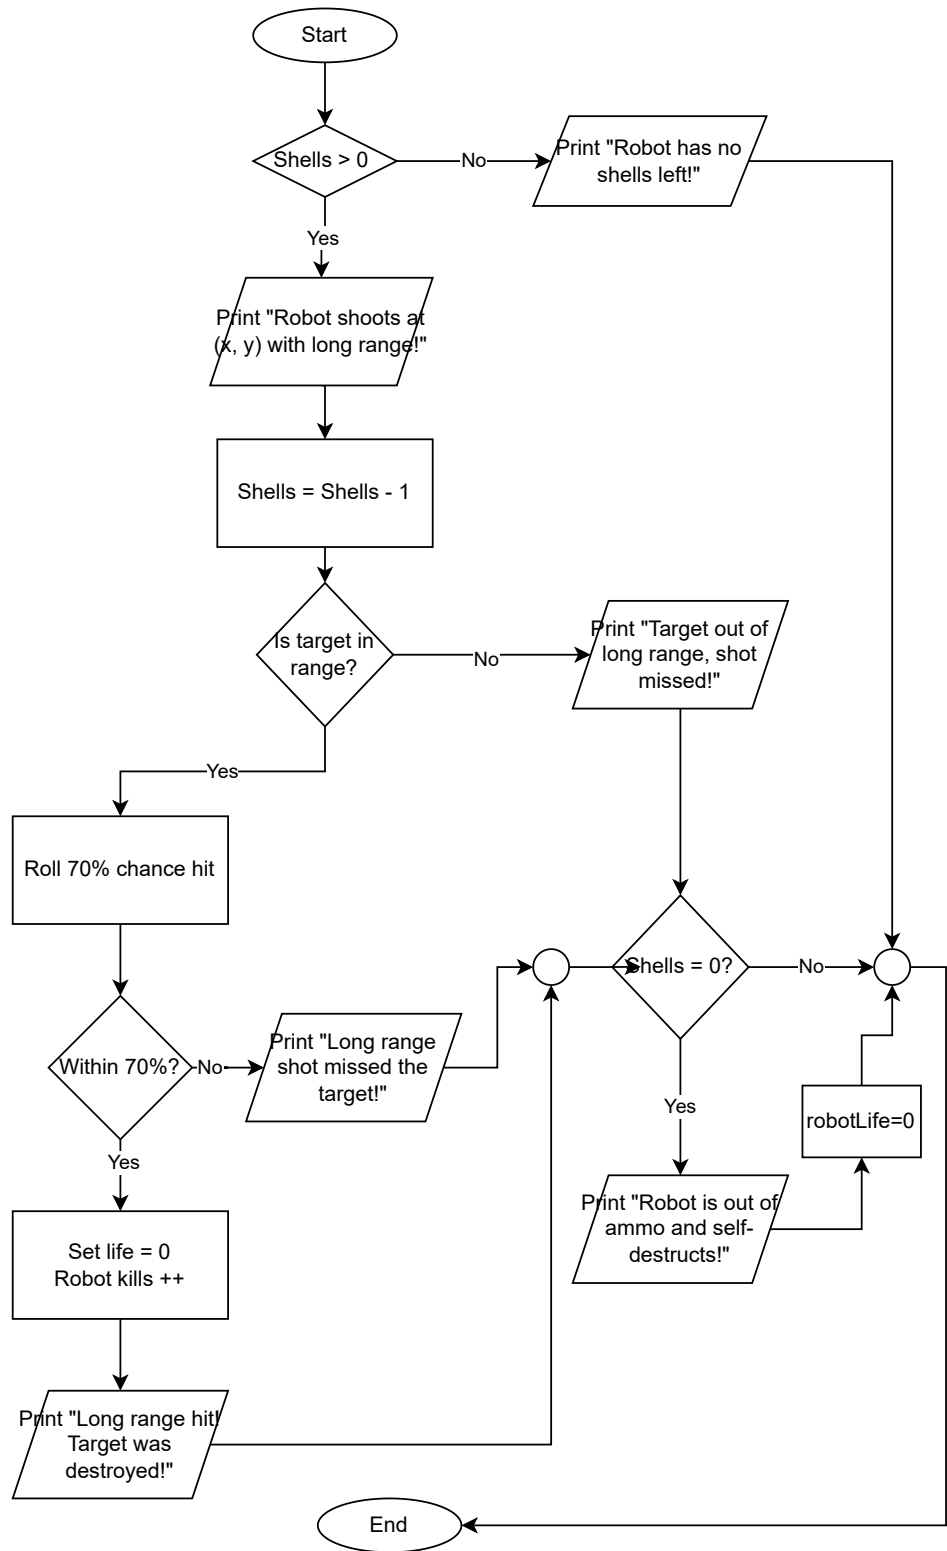 Start
Shells > 0
No
Print "Robot has no
shells left!"
Yes
Print "Robot shoots at
(x, y) with long range!"
Shells = Shells - 1
Is target in
range?
No
Print "Target out of
long range, shot
missed!"
Yes
Roll 70% chance hit
Shells = 0?
No
Within 70%?
No
Print "Long range
shot missed the
target!"
Yes
robotLife=0
Yes
Print "Robot is out of
ammo and self-
destructs!"
Set life = 0
Robot kills ++
Print "Long range hit!
Target was
destroyed!"
End